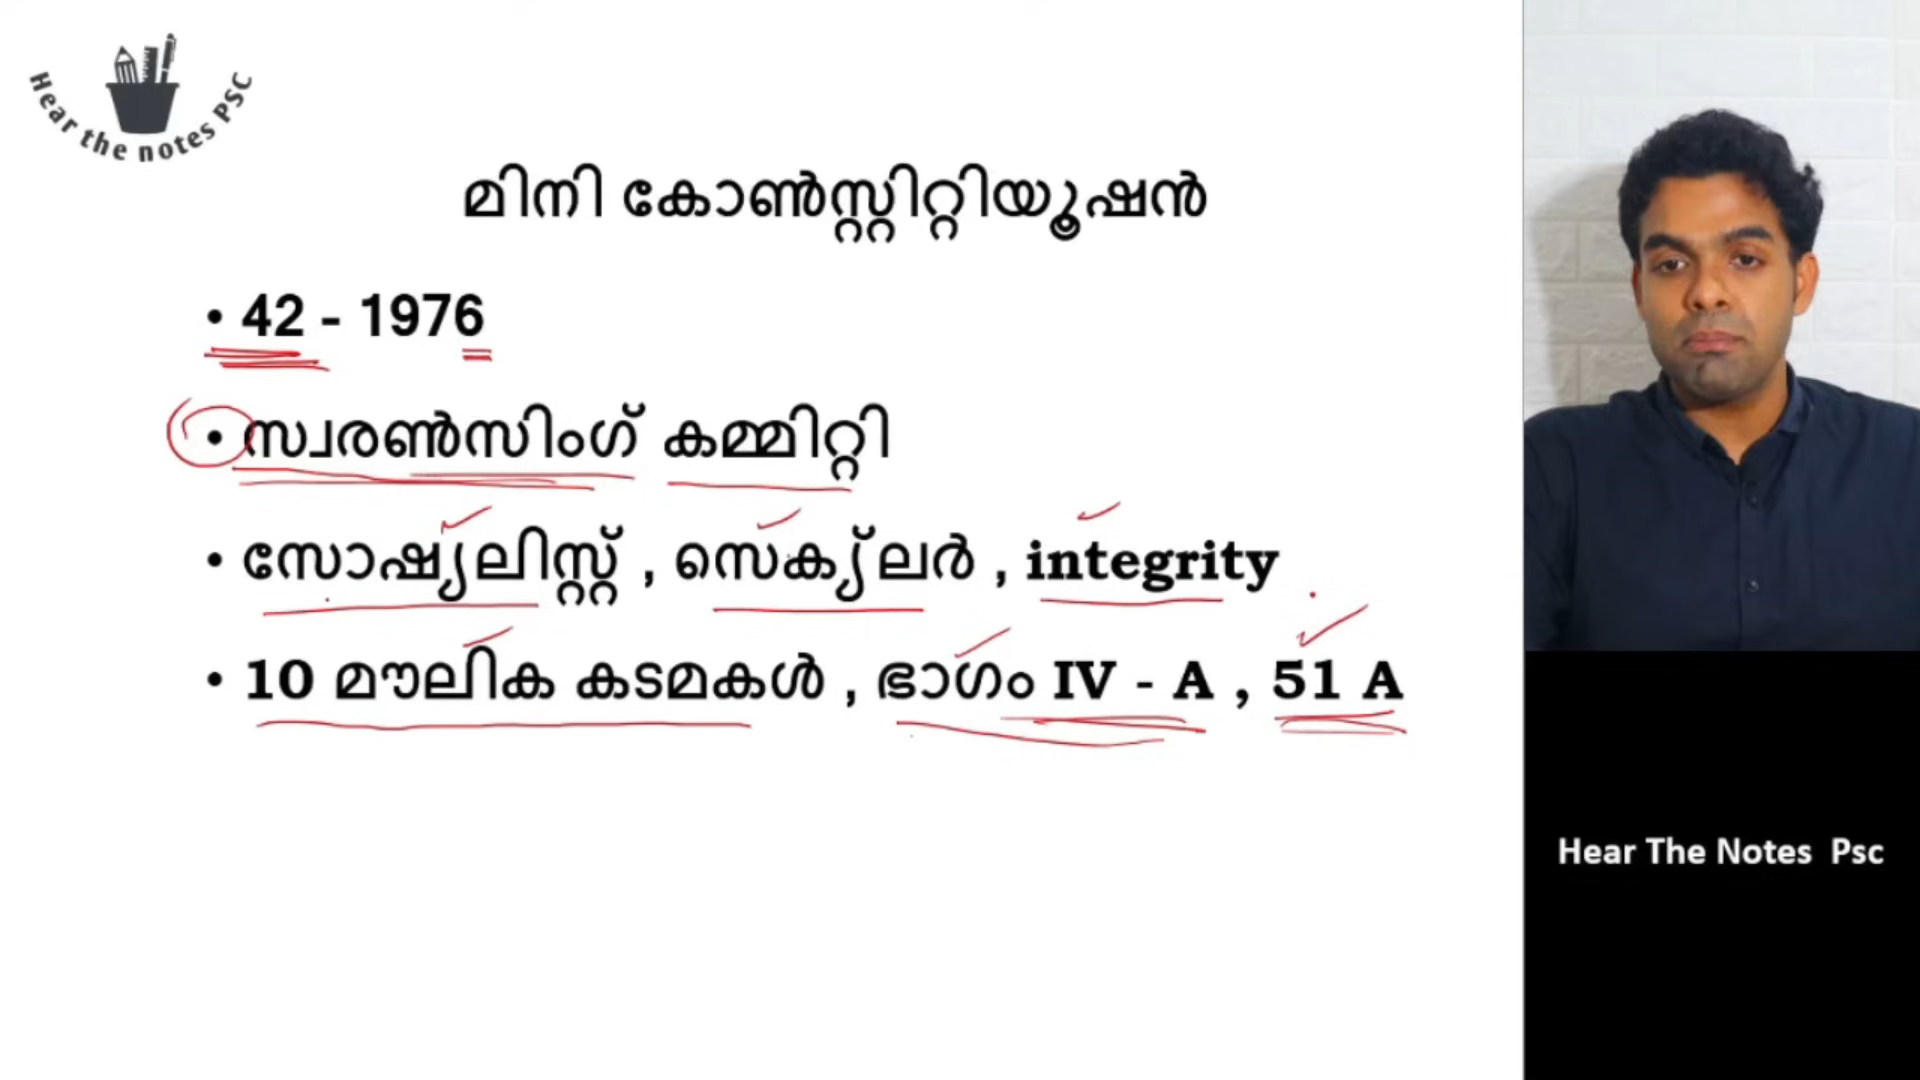 Hear the notes PSC
മിനി കോൺസ്റ്റിറ്റിയൂഷൻ
• 42 - 1976
• സ്വരൺസിംഗ് കമ്മിറ്റി
• സോഷ്യലിസ്റ്റ് , സെക്യ്ലർ , integrity
• 10 മൗലിക കടമകൾ , ഭാഗം IV - A , 51 A
Hear The Notes Psc